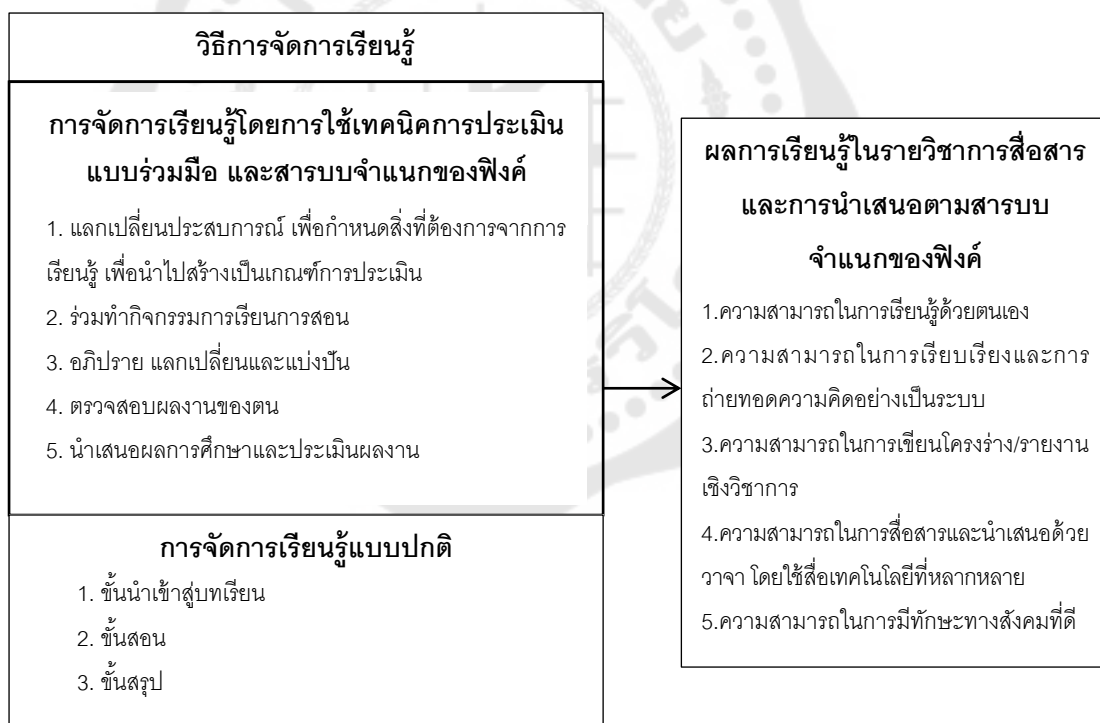 วิธีการจัดการเรียนรู้
การจัดการเรียนรู้โดยการใช้เทคนิคการประเมิน
แบบร่วมมือ และสารบบจำแนกของฟิงค์
1. แลกเปลี่ยนประสบการณ์ เพื่อกำหนดสิ่งที่ต้องการจากการ
เรียนรู้ เพื่อนำไปสร้างเป็นเกณฑ์การประเมิน
2. ร่วมทำกิจกรรมการเรียนการสอน
3. อภิปราย แลกเปลี่ยนและแบ่งปัน
4. ตรวจสอบผลงานของตน
5. นำเสนอผลการศึกษาและประเมินผลงาน
การจัดการเรียนรู้แบบปกติ
1. ขั้นนำเข้าสู่บทเรียน
2. ขั้นสอน
3. ขั้นสรุป
ผลการเรียนรู้ในรายวิชาการสื่อสาร
และการนำเสนอตามสารบบ
จำแนกของฟิงค์
1.ความสามารถในการเรียนรู้ด้วยตนเอง
2.ความสามารถในการเรียบเรียงและการ
ถ่ายทอดความคิดอย่างเป็นระบบ
3.ความสามารถในการเขียนโครงร่าง/รายงาน
เชิงวิชาการ
4.ความสามารถในการสื่อสารและนำเสนอด้วย
วาจา โดยใช้สื่อเทคโนโลยีที่หลากหลาย
5.ความสามารถในการมีทักษะทางสังคมที่ดี